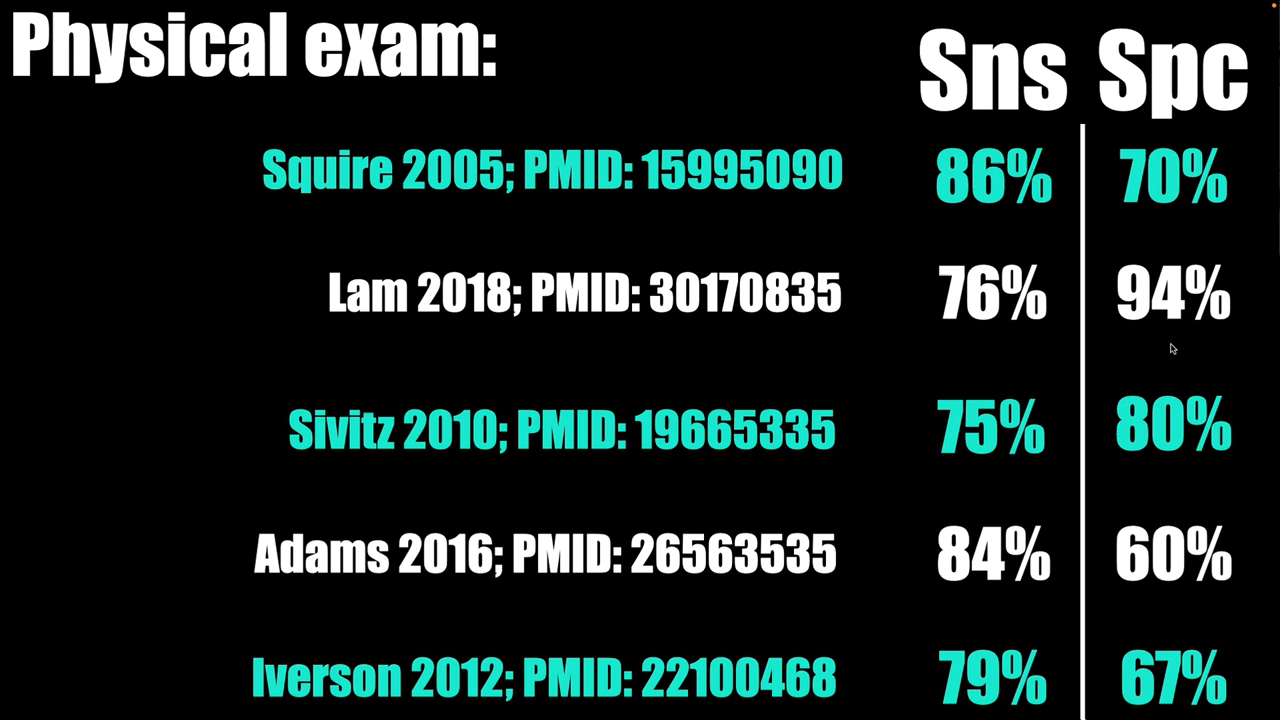 Physical exam:
Sns Spc
Squire 2005; PMID: 15995090 86% 70%
Lam 2018; PMID: 30170835 76% 94%
Sivitz 2010; PMID: 19665335 75% 80%
Adams 2016; PMID: 26563535 84% 60%
Iverson 2012; PMID: 22100468 79% 67%